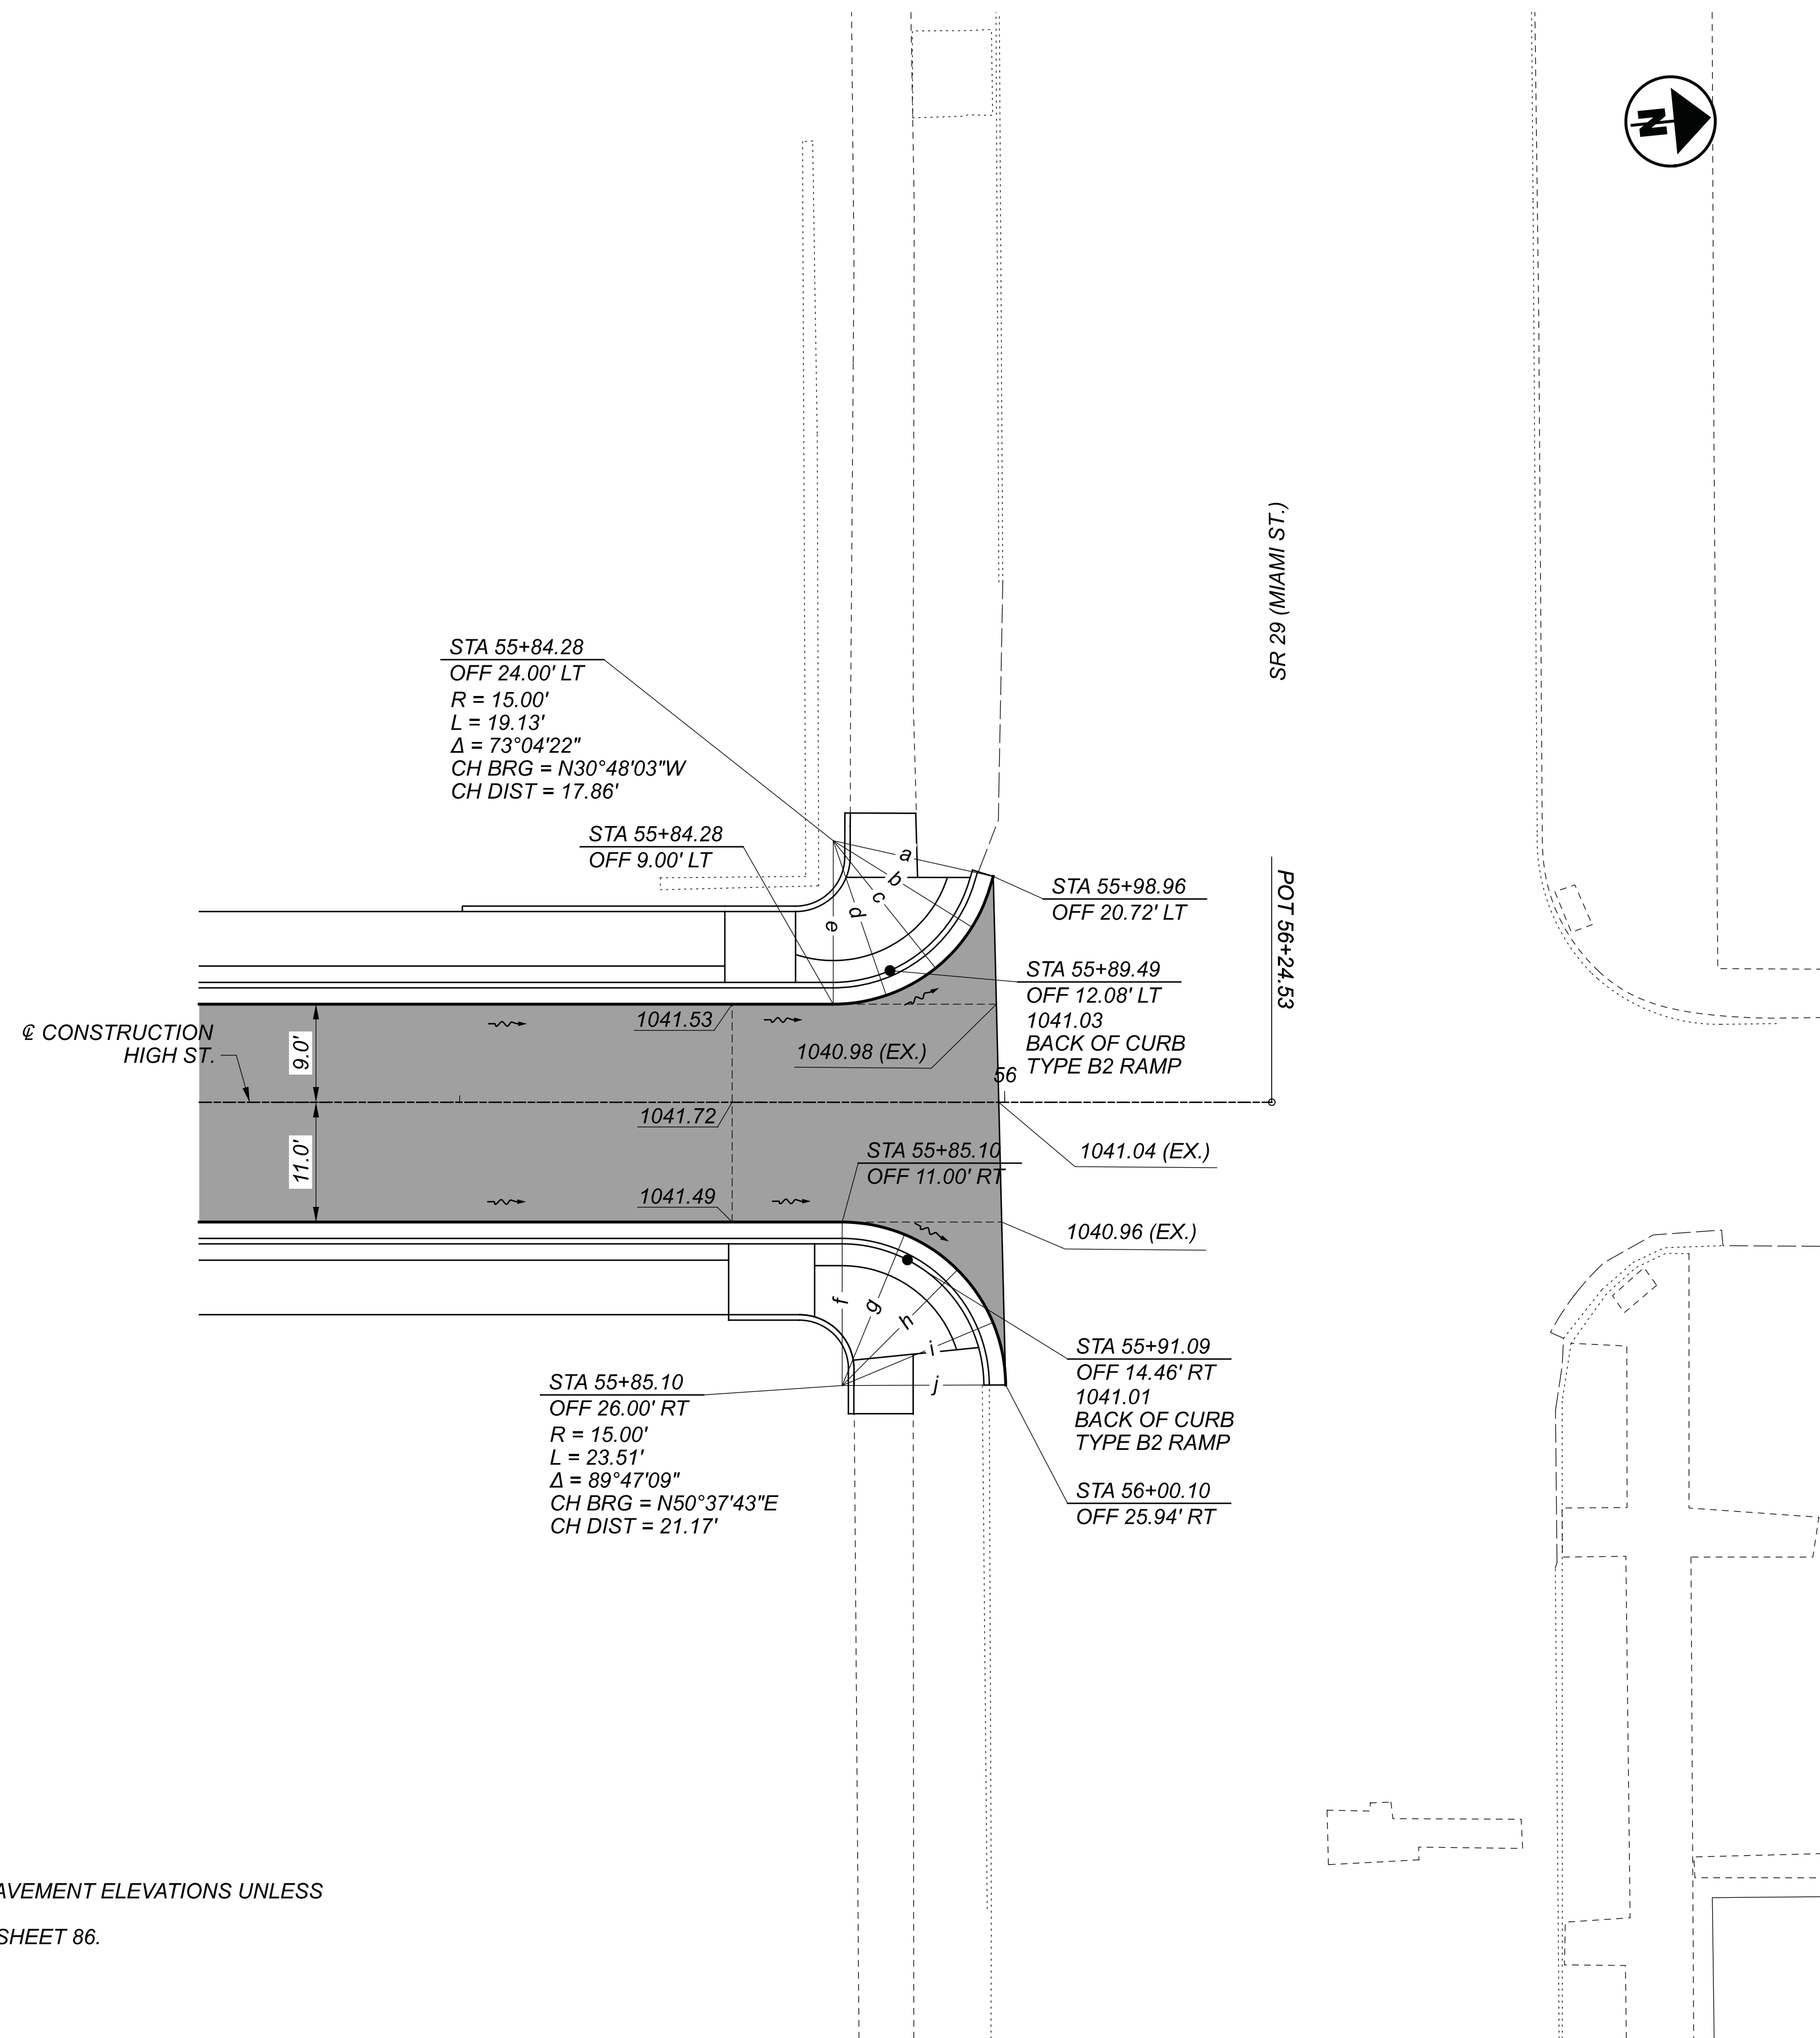 N
SR 29 (MIAMI ST.)
STA 55+84.28
OFF 24.00' LT
R = 15.00'
L = 19.13'
Δ = 73°04'22"
CH BRG = N30°48'03"W
CH DIST = 17.86'
STA 55+84.28
OFF 9.00' LT
a
b
c
d
e
STA 55+98.96
OFF 20.72' LT
POT 56+24.53
STA 55+89.49
OFF 12.08' LT
1041.03
BACK OF CURB
TYPE B2 RAMP
℄ CONSTRUCTION
HIGH ST.
9.0'
1041.53
1040.98 (EX.)
56
1041.72
11.0'
STA 55+85.10
OFF 11.00' RT
1041.04 (EX.)
1041.49
1040.96 (EX.)
f
g
h
i
j
STA 55+91.09
OFF 14.46' RT
1041.01
BACK OF CURB
TYPE B2 RAMP
STA 55+85.10
OFF 26.00' RT
R = 15.00'
L = 23.51'
Δ = 89°47'09"
CH BRG = N50°37'43"E
CH DIST = 21.17'
STA 56+00.10
OFF 25.94' RT
AVEMENT ELEVATIONS UNLESS
SHEET 86.